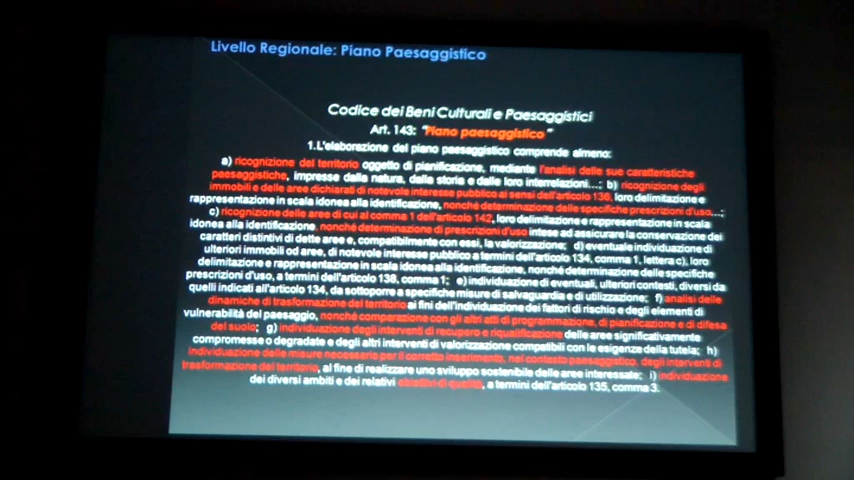 Livello Regionale: Piano Paesaggistico
Codice dei Beni Culturali e Paesaggistici
Art. 143: "Piano paesaggistico"
1.L'elaborazione del piano paesaggistico comprende almeno:
a) ricognizione del territorio oggetto di pianificazione, mediante l'analisi delle sue caratteristiche
paesaggistiche, impresse dalla natura, dalla storia e dalle loro interrelazioni...; b) ricognizione degli
immobili e delle aree dichiarati di notevole interesse pubblico ai sensi dell'articolo 136, loro delimitazione e
rappresentazione in scala idonea alla identificazione, nonché determinazione delle specifiche prescrizioni d'uso...;
c) ricognizione delle aree di cui al comma 1 dell'articolo 142, loro delimitazione e rappresentazione in scala
idonea alla identificazione, nonché determinazione di prescrizioni d'uso intese ad assicurare la conservazione dei
caratteri distintivi di dette aree e, compatibilmente con essi, la valorizzazione; d) eventuale individuazione di
ulteriori immobili od aree, di notevole interesse pubblico a termini dell'articolo 134, comma 1, lettera c), loro
delimitazione e rappresentazione in scala idonea alla identificazione, nonché determinazione delle specifiche
prescrizioni d'uso, a termini dell'articolo 138, comma 1; e) individuazione di eventuali, ulteriori contesti, diversi da
quelli indicati all'articolo 134, da sottoporre a specifiche misure di salvaguardia e di utilizzazione; f) analisi delle
dinamiche di trasformazione del territorio ai fini dell'individuazione dei fattori di rischio e degli elementi di
vulnerabilità del paesaggio, nonché comparazione con gli altri atti di programmazione, di pianificazione e di difesa
del suolo; g) individuazione degli interventi di recupero e riqualificazione delle aree significativamente
compromesse o degradate e degli altri interventi di valorizzazione compatibili con le esigenze della tutela; h)
individuazione delle misure necessarie per il corretto inserimento, nel contesto paesaggistico, degli interventi di
trasformazione del territorio, al fine di realizzare uno sviluppo sostenibile delle aree interessate; i) individuazione
dei diversi ambiti e dei relativi obiettivi di qualità, a termini dell'articolo 135, comma 3.